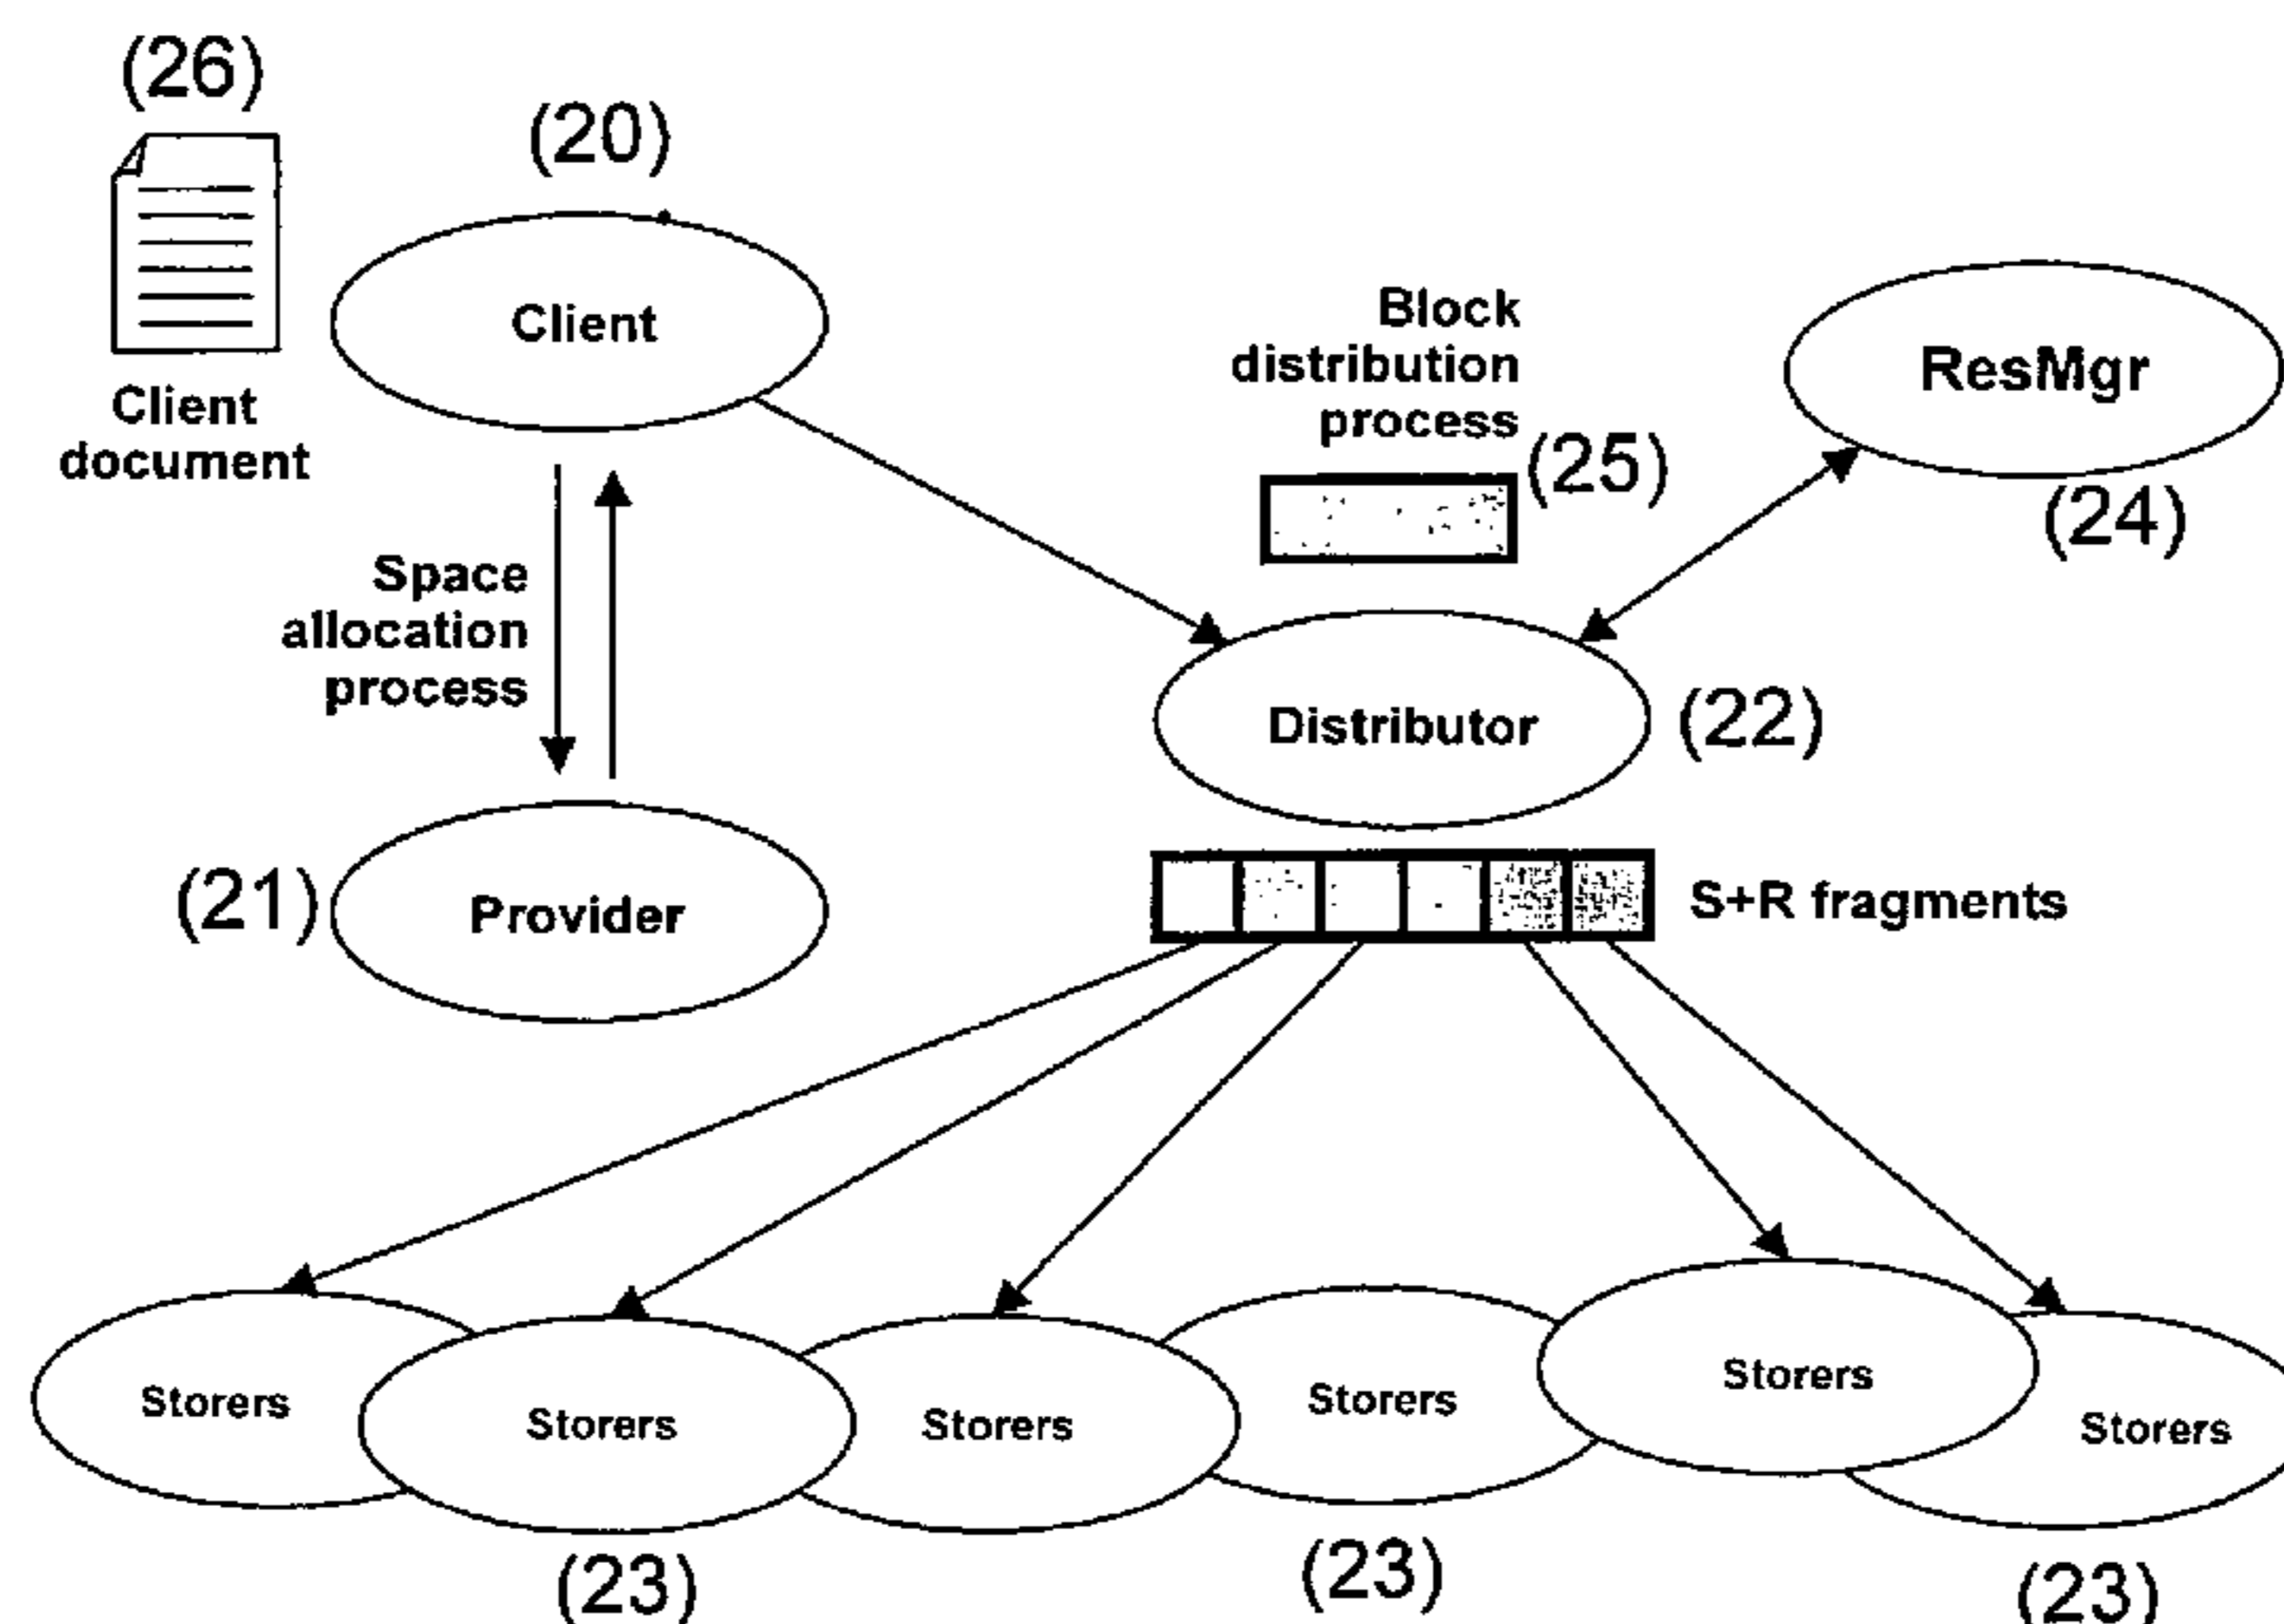 (26)
(20)
Client
Client
document
Block
distribution
process
(25)
ResMgr
(24)
Space
allocation
process
Distributor
(22)
(21)
Provider
S+R fragments
Storers
Storers
Storers
Storers
Storers
Storers
(23)
(23)
(23)